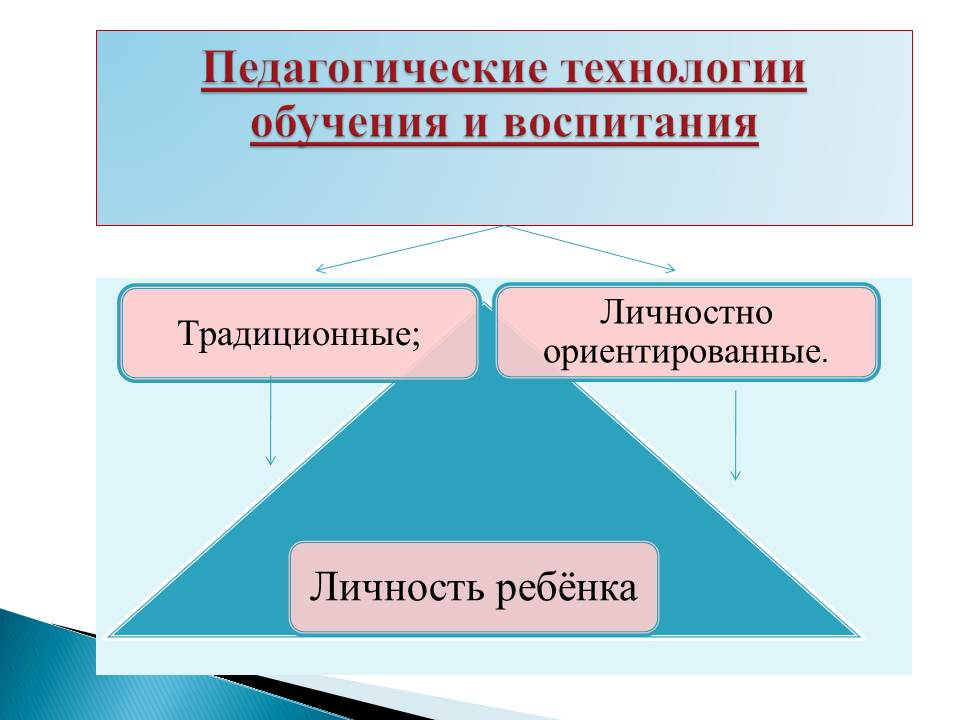 Педагогические технологии
обучения и воспитания
Традиционные;
Личностно
ориентированные.
Личность ребёнка